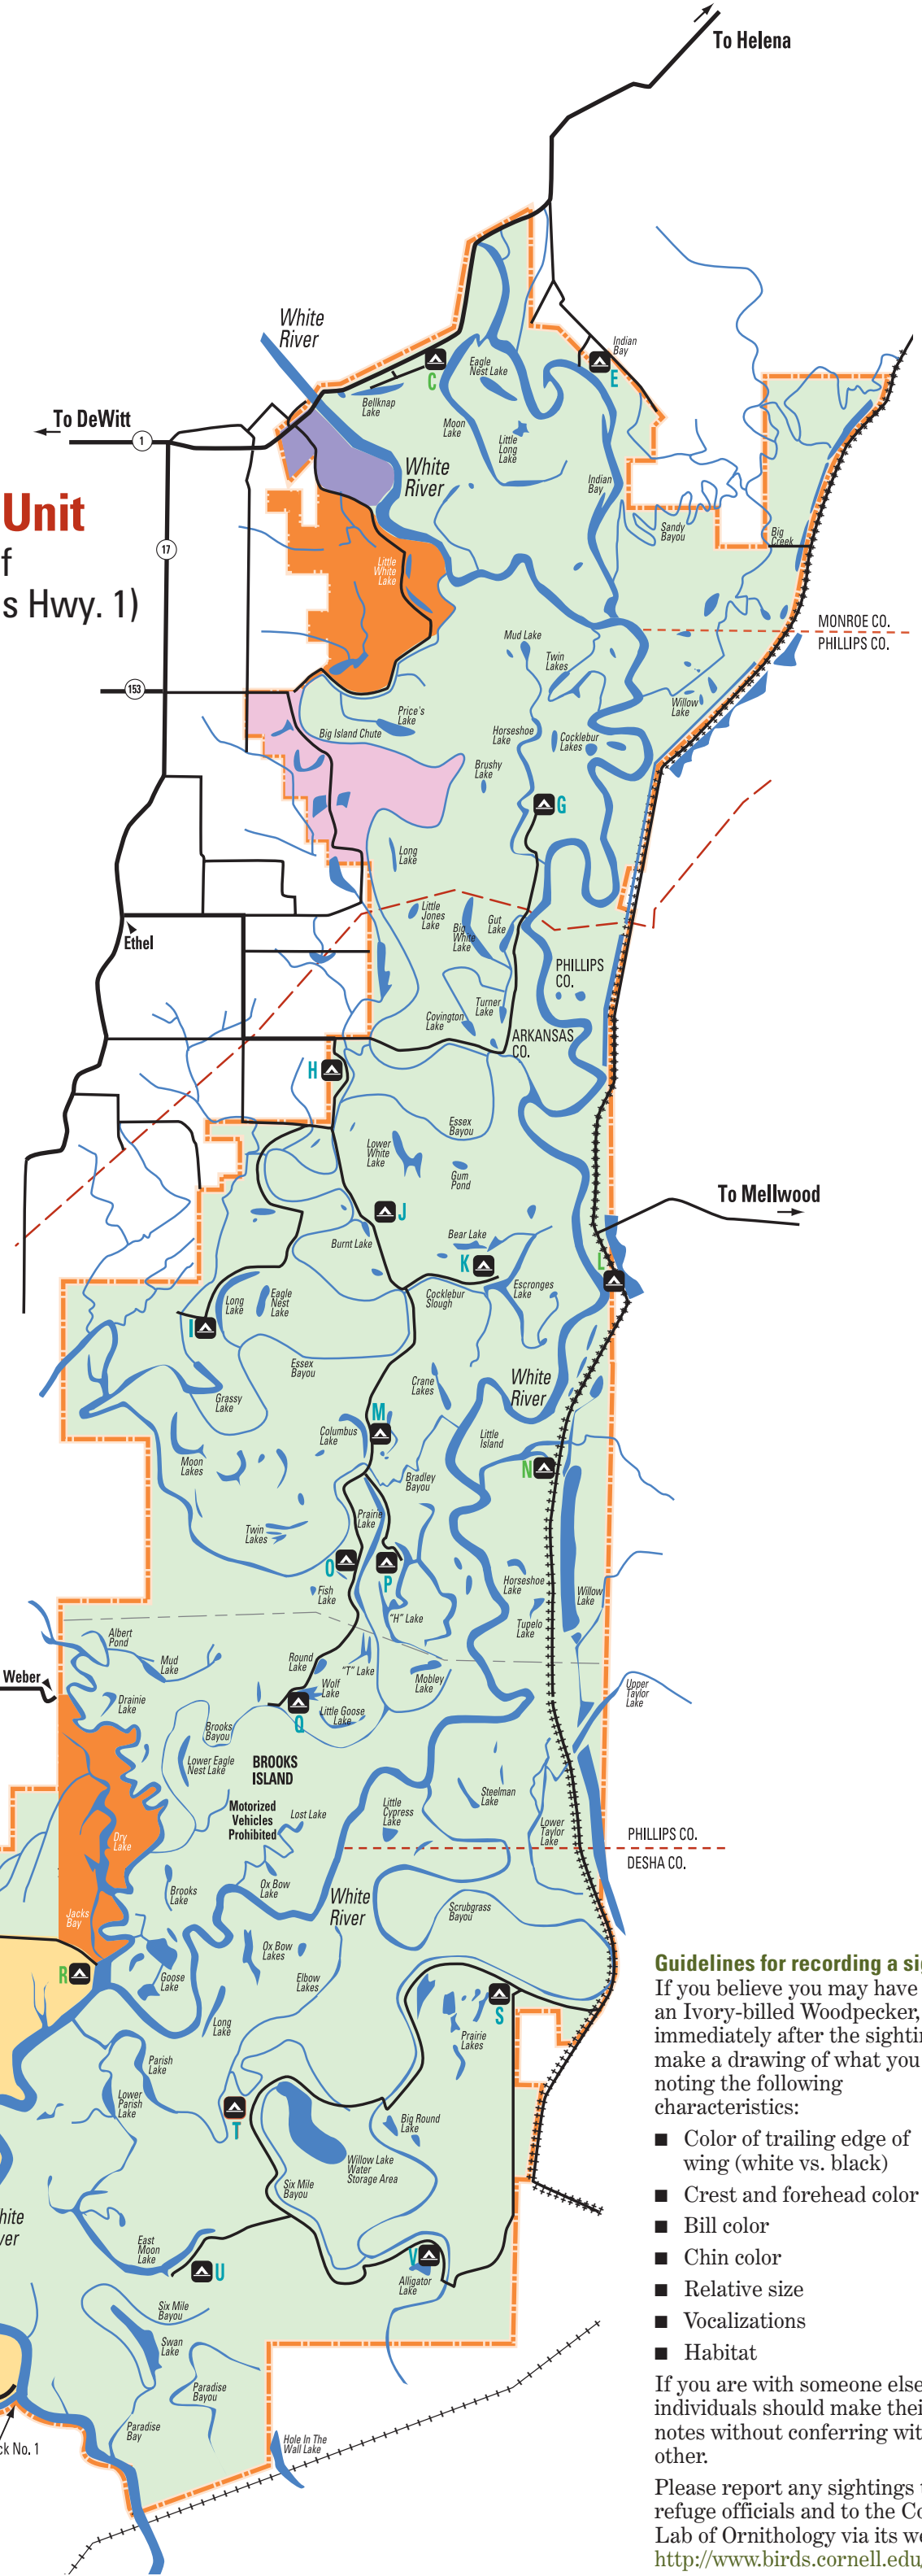 To Helena
White
River
Indian
Bay
E
C
Eagle
Nest Lake
Bellknap
Lake
To DeWitt
1
Moon
Lake
Little
Long
Lake
White
River
Indian
Bay
Unit
f
s Hwy. 1)
17
Sandy
Bayou
Big
Creek
Little
White
Lake
MONROE CO.
PHILLIPS CO.
Mud Lake
Twin
Lakes
153
Willow
Lake
Price's
Lake
Big Island Chute
Horseshoe
Lake
Cocklebur
Lakes
Brushy
Lake
G
Long
Lake
Little
Jones
Lake
Big
White
Lake
Gut
Lake
Ethel
PHILLIPS
CO.
Turner
Lake
Covington
Lake
ARKANSAS
CO.
H
Essex
Bayou
Lower
White
Lake
Gum
Pond
To Mellwood
J
Burnt Lake
Bear Lake
K
L
Escronges
Lake
Cocklebur
Slough
Long
Lake
Eagle
Nest
Lake
I
Essex
Bayou
Crane
Lakes
White
River
Grassy
Lake
M
Columbus
Lake
Little
Island
Moon
Lakes
N
Bradley
Bayou
Prairie
Lake
Twin
Lakes
O
P
Fish
Lake
Horseshoe
Lake
Willow
Lake
"H" Lake
Tupelo
Lake
Albert
Pond
Mud
Lake
Round
Lake
"T" Lake
Weber
Wolf
Lake
Mobley
Lake
Upper
Taylor
Lake
Drainie
Lake
Little Goose
Lake
Q
Brooks
Bayou
Lower Eagle
Nest Lake
BROOKS
ISLAND
Steelman
Lake
Motorized
Vehicles
Prohibited
Lost Lake
Little
Cypress
Lake
Lower
Taylor
Lake
PHILLIPS CO.
DESHA CO.
Dry
Lake
Brooks
Lake
Ox Bow
Lake
White
River
Scrubgrass
Bayou
Jacks
Bay
Ox Bow
Lakes
R
Goose
Lake
Elbow
Lakes
S
Long
Lake
Prairie
Lakes
Parish
Lake
Lower
Parish
Lake
T
Big Round
Lake
Willow Lake
Water
Storage Area
Six Mile
Bayou
hite
ver
East
Moon
Lake
U
V
Alligator
Lake
Six Mile
Bayou
Swan
Lake
Paradise
Bayou
Paradise
Bay
Hole In The
Wall Lake
ck No. 1
Guidelines for recording a sig
If you believe you may have
an Ivory-billed Woodpecker,
immediately after the sightin
make a drawing of what you
noting the following
characteristics:
■ Color of trailing edge of
wing (white vs. black)
■ Crest and forehead color
■ Bill color
■ Chin color
■ Relative size
■ Vocalizations
■ Habitat
If you are with someone else
individuals should make thei
notes without conferring wit
other.
Please report any sightings t
refuge officials and to the Co
Lab of Ornithology via its we
http://www.birds.cornell.edu